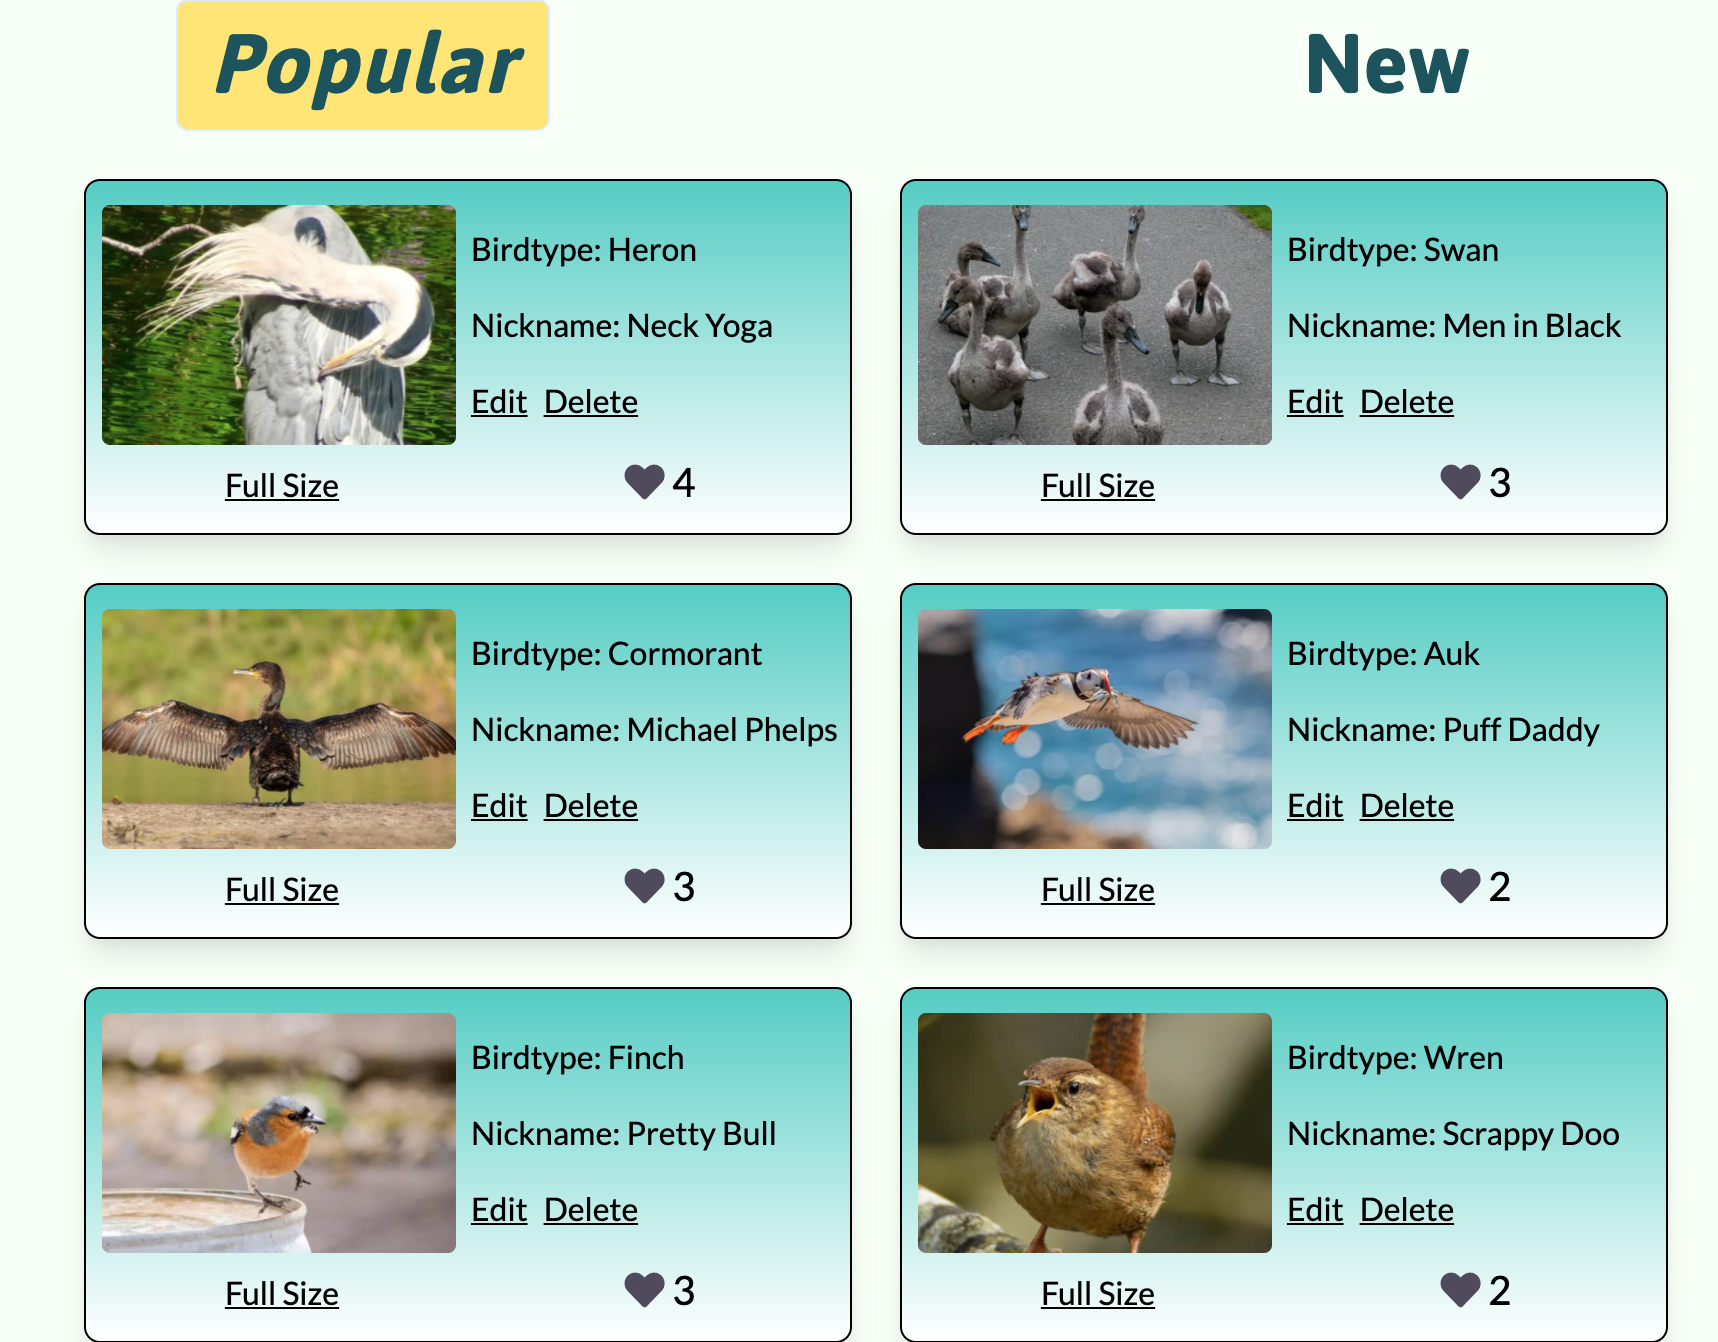 Popular
New
Birdtype: Heron
Nickname: Neck Yoga
Edit Delete
Full Size
4
Birdtype: Swan
Nickname: Men in Black
Edit Delete
Full Size
3
Birdtype: Cormorant
Nickname: Michael Phelps
Edit Delete
Full Size
3
Birdtype: Auk
Nickname: Puff Daddy
Edit Delete
Full Size
2
Birdtype: Finch
Nickname: Pretty Bull
Edit Delete
Full Size
3
Birdtype: Wren
Nickname: Scrappy Doo
Edit Delete
Full Size
2